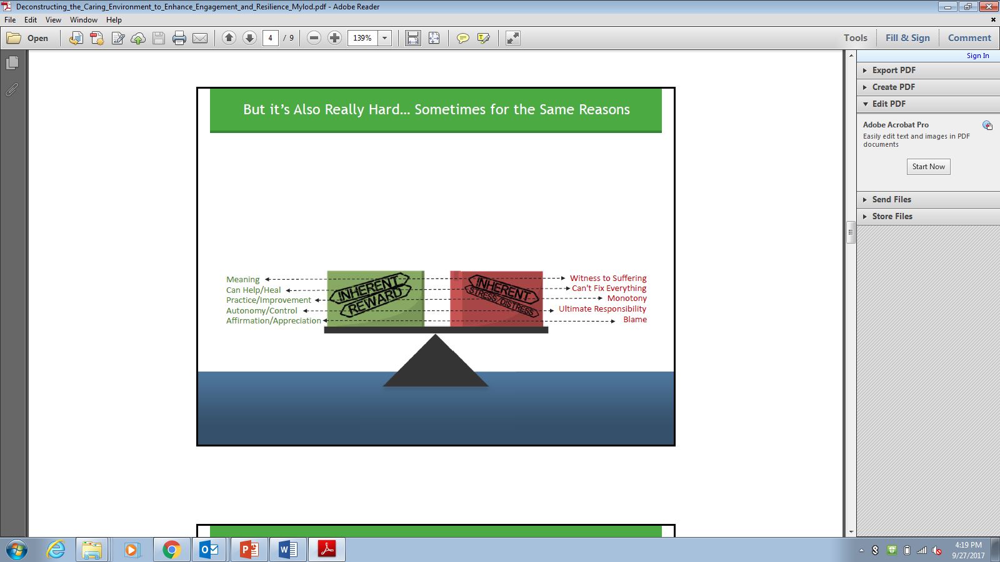 Deconstructing_the_Caring_Environment_to_Enhance_Engagement_and_Resilience_Mylod.pdf - Adobe Reader
File Edit View Window Help
Open 4 / 9 139% Tools Fill & Sign Comment
Sign In
Export PDF
Create PDF
Edit PDF
Adobe Acrobat Pro
Easily edit text and images in PDF
documents
Start Now
Send Files
Store Files
But it's Also Really Hard... Sometimes for the Same Reasons
Meaning
Can Help/Heal
Practice/Improvement
Autonomy/Control
Affirmation/Appreciation
INHERENT
REWARD
INHERENT
STRESS/DISTRESS
Witness to Suffering
Can't Fix Everything
Monotony
Ultimate Responsibility
Blame
4:19 PM
9/27/2017